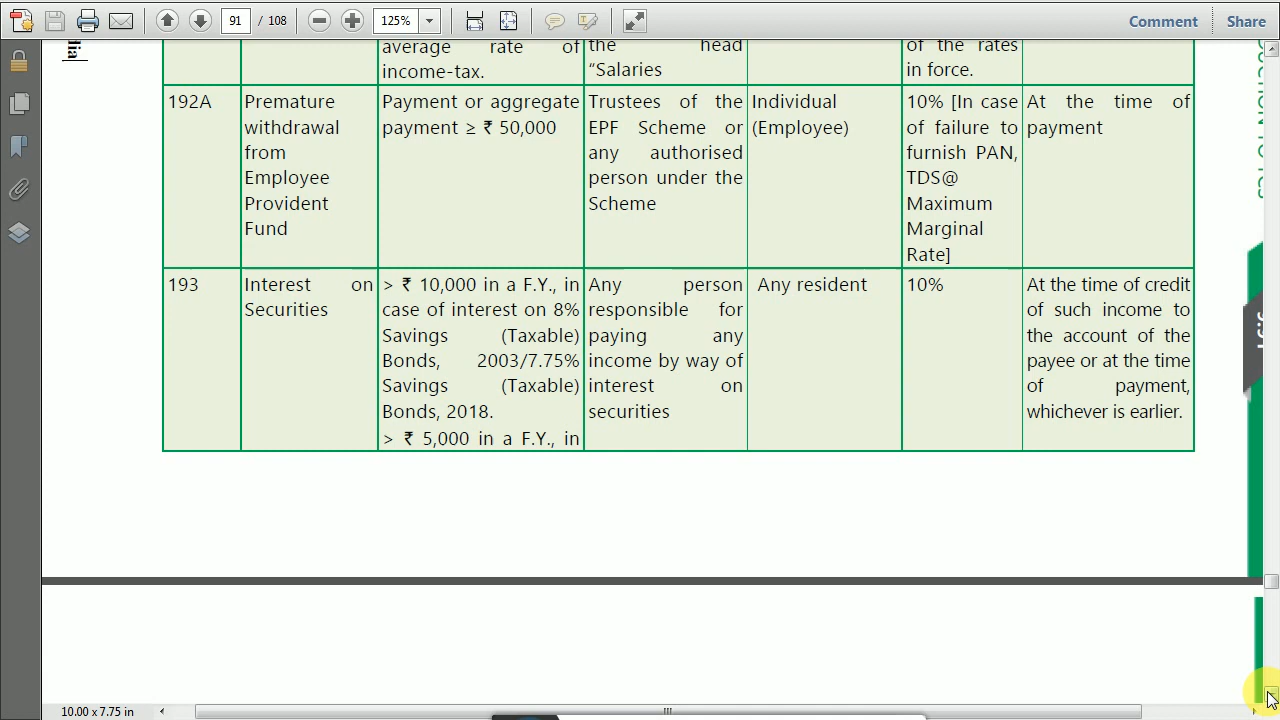 91 / 108
125%
Comment
Share
lia
average rate of
income-tax.
the head
“Salaries
of the rates
in force.
192A
Premature
withdrawal
from
Employee
Provident
Fund
Payment or aggregate
payment ≥ ₹ 50,000
Trustees of the
EPF Scheme or
any authorised
person under the
Scheme
Individual
(Employee)
10% [In case
of failure to
furnish PAN,
TDS@
Maximum
Marginal
Rate]
At the time of
payment
193
Interest on
Securities
> ₹ 10,000 in a F.Y., in
case of interest on 8%
Savings (Taxable)
Bonds, 2003/7.75%
Savings (Taxable)
Bonds, 2018.
> ₹ 5,000 in a F.Y., in
Any person
responsible for
paying any
income by way of
interest on
securities
Any resident
10%
At the time of credit
of such income to
the account of the
payee or at the time
of payment,
whichever is earlier.
10.00 x 7.75 in